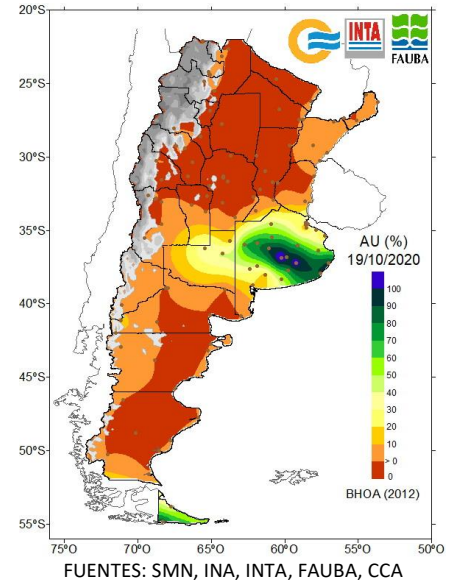 20°S
25°S
30°S
35°S
40°S
45°S
50°S
55°S
INTA
FAUBA
AU (%)
19/10/2020
100
90
80
70
60
50
40
30
20
10
> 0
0
BHOA (2012)
75°O 70°O 65°O 60°O 55°O 50°O
FUENTES: SMN, INA, INTA, FAUBA, CCA